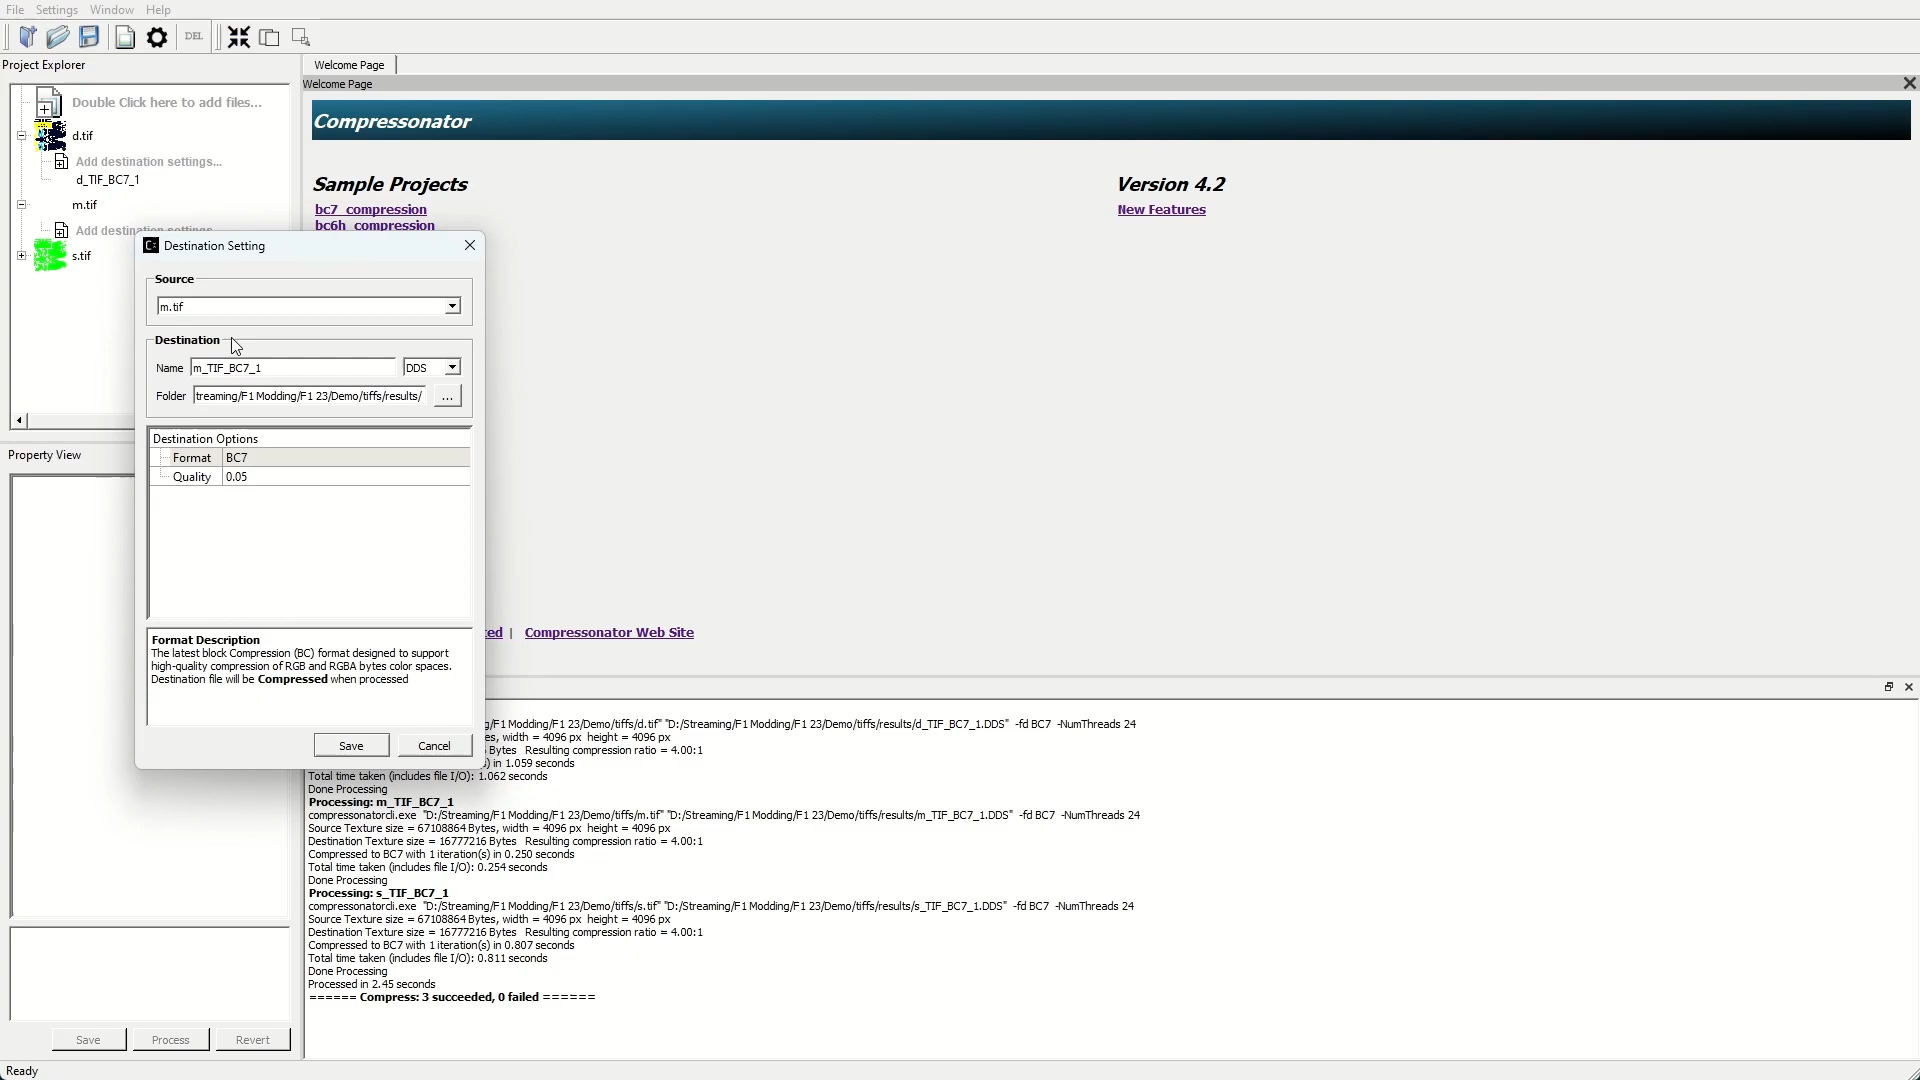 File Settings Window Help
DEL
Project Explorer
Double Click here to add files...
d.tif
Add destination settings...
d_TIF_BC7_1
m.tif
Add destination settings...
s.tif
Property View
Save Process Revert
Ready
Welcome Page
Welcome Page
Compressonator
Sample Projects
bc7_compression
bc6h_compression
Version 4.2
New Features
ted | Compressonator Web Site
Destination Setting
Source
m.tif
Destination
Name m_TIF_BC7_1 DDS
Folder treaming/F1 Modding/F1 23/Demo/tiffs/results/ ...
Destination Options
Format BC7
Quality 0.05
Format Description
The latest block Compression (BC) format designed to support
high-quality compression of RGB and RGBA bytes color spaces.
Destination file will be Compressed when processed
Save Cancel
g/F1 Modding/F1 23/Demo/tiffs/d.tif" "D:/Streaming/F1 Modding/F1 23/Demo/tiffs/results/d_TIF_BC7_1.DDS" -fd BC7 -NumThreads 24
es, width = 4096 px height = 4096 px
Bytes Resulting compression ratio = 4.00:1
) in 1.059 seconds
Total time taken (includes file I/O): 1.062 seconds
Done Processing
Processing: m_TIF_BC7_1
compressonatorcli.exe "D:/Streaming/F1 Modding/F1 23/Demo/tiffs/m.tif" "D:/Streaming/F1 Modding/F1 23/Demo/tiffs/results/m_TIF_BC7_1.DDS" -fd BC7 -NumThreads 24
Source Texture size = 67108864 Bytes, width = 4096 px height = 4096 px
Destination Texture size = 16777216 Bytes Resulting compression ratio = 4.00:1
Compressed to BC7 with 1 iteration(s) in 0.250 seconds
Total time taken (includes file I/O): 0.254 seconds
Done Processing
Processing: s_TIF_BC7_1
compressonatorcli.exe "D:/Streaming/F1 Modding/F1 23/Demo/tiffs/s.tif" "D:/Streaming/F1 Modding/F1 23/Demo/tiffs/results/s_TIF_BC7_1.DDS" -fd BC7 -NumThreads 24
Source Texture size = 67108864 Bytes, width = 4096 px height = 4096 px
Destination Texture size = 16777216 Bytes Resulting compression ratio = 4.00:1
Compressed to BC7 with 1 iteration(s) in 0.807 seconds
Total time taken (includes file I/O): 0.811 seconds
Done Processing
Processed in 2.45 seconds
====== Compress: 3 succeeded, 0 failed ======